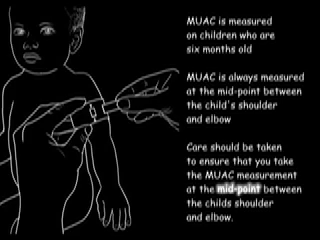 MUAC is measured
on children who are
six months old
MUAC is always measured
at the mid-point between
the child's shoulder
and elbow
Care should be taken
to ensure that you take
the MUAC measurement
at the mid-point between
the childs shoulder
and elbow.